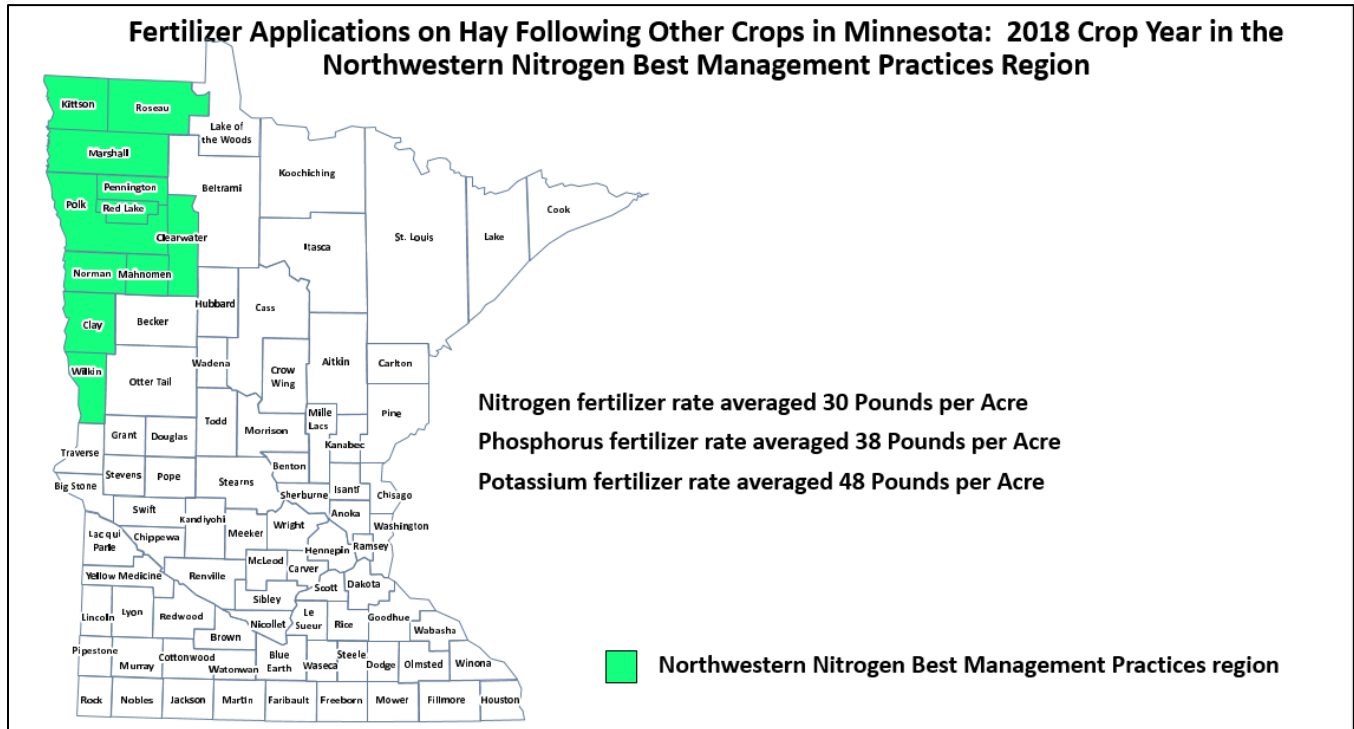 Fertilizer Applications on Hay Following Other Crops in Minnesota: 2018 Crop Year in the
Northwestern Nitrogen Best Management Practices Region
Kittson
Roseau
Lake of
the Woods
Marshall
Koochiching
Pennington
Beltrami
Polk
Red Lake
Cook
Clearwater
St. Louis
Lake
Itasca
Norman
Mahnomen
Hubbard
Cass
Clay
Becker
Aitkin
Carlton
Wadena
Wilkin
Crow
Wing
Otter Tail
Nitrogen fertilizer rate averaged 30 Pounds per Acre
Phosphorus fertilizer rate averaged 38 Pounds per Acre
Potassium fertilizer rate averaged 48 Pounds per Acre
Mille
Lacs
Pine
Todd
Morrison
Grant
Douglas
Kanabec
Traverse
Benton
Stevens
Pope
Stearns
Big Stone
Isanti
Sherburne
Chisago
Swift
Anoka
Kandiyohi
Wright
Washington
Meeker
Lac qui
Parle
Chippewa
Hennepin
Ramsey
McLeod
Carver
Yellow Medicine
Renville
Scott
Dakota
Sibley
Lincoln
Lyon
Redwood
Nicollet
Le
Sueur
Rice
Goodhue
Wabasha
Brown
Pipestone
Murray
Cottonwood
Watonwan
Blue
Earth
Waseca
Steele
Dodge
Olmsted
Winona
Northwestern Nitrogen Best Management Practices region
Rock
Nobles
Jackson
Martin
Faribault
Freeborn
Mower
Fillmore
Houston